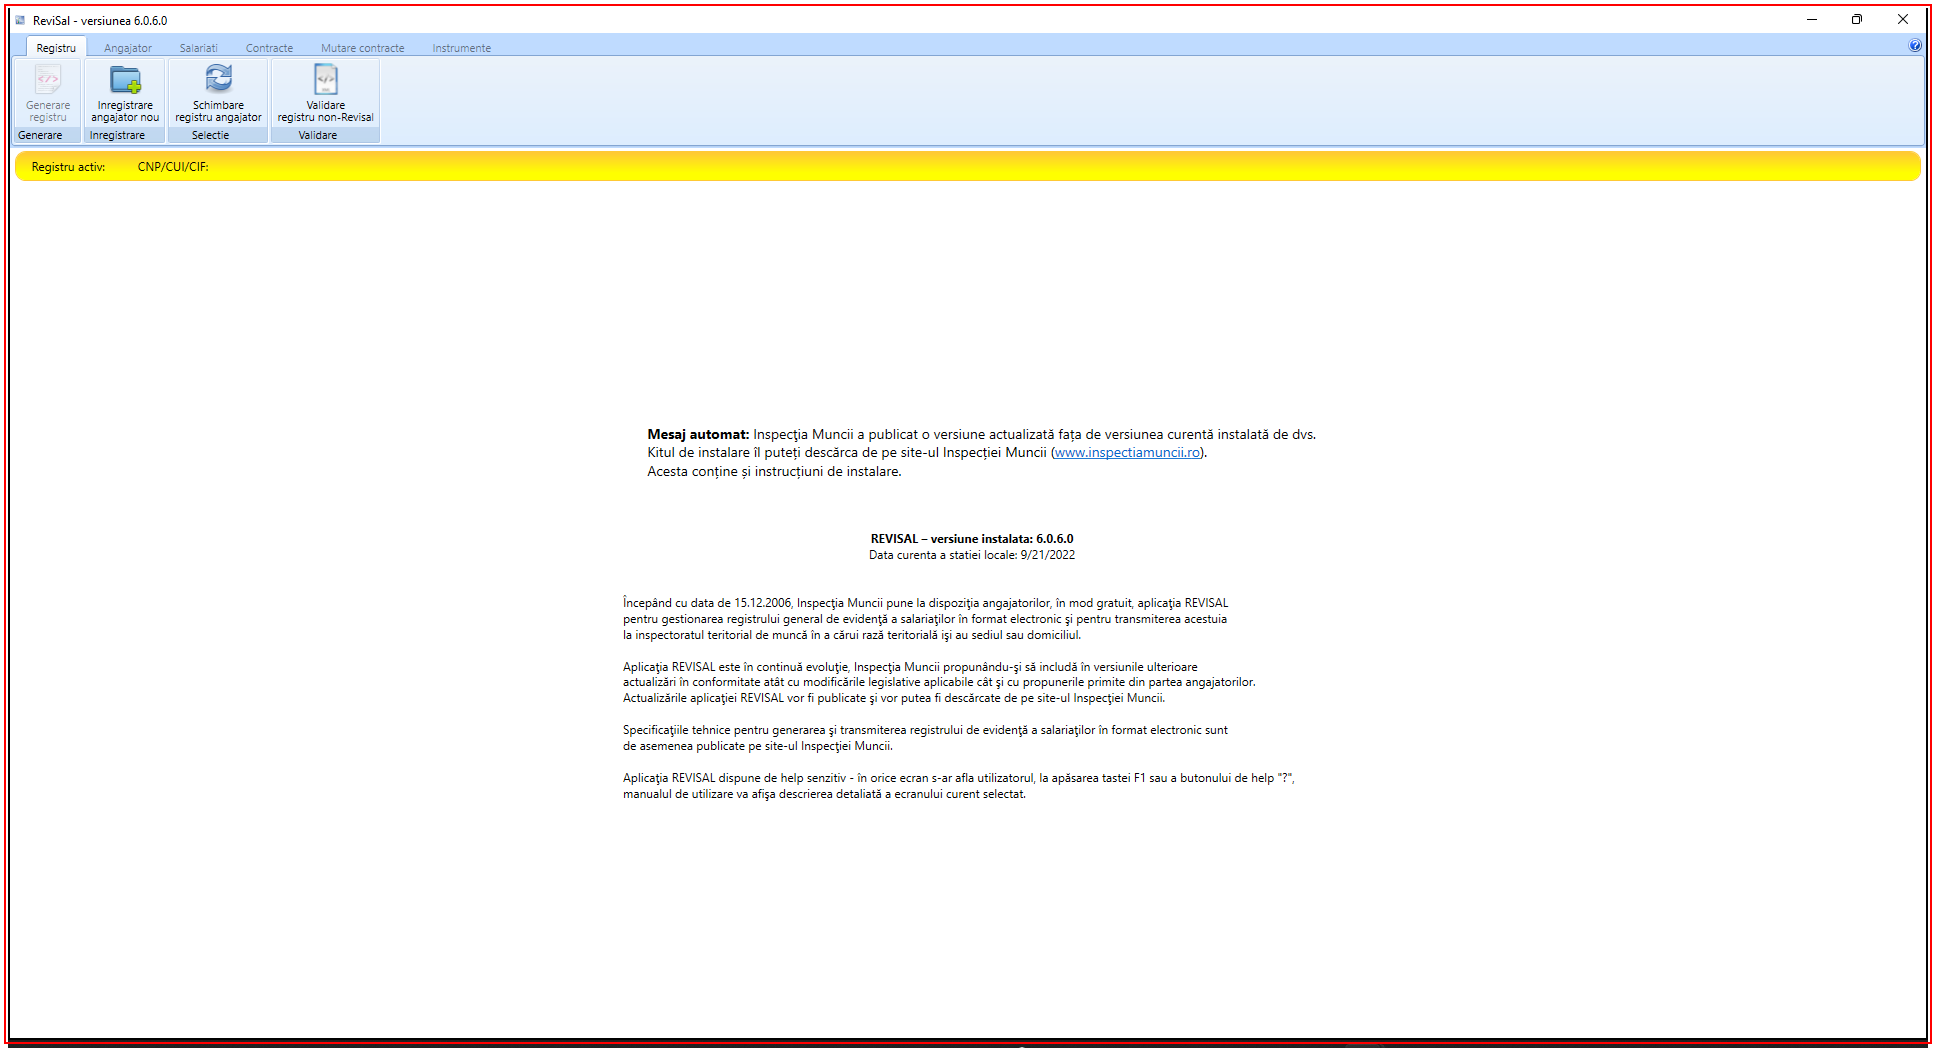 ReviSal - versiunea 6.0.6.0
Registru Angajator Salariati Contracte Mutare contracte Instrumente
Generare registru
Inregistrare angajator nou
Schimbare registru angajator
Validare registru non-Revisal
Generare Inregistrare Selectie Validare
Registru activ: CNP/CUI/CIF:
Mesaj automat: Inspecţia Muncii a publicat o versiune actualizată fața de versiunea curentă instalată de dvs.
Kitul de instalare îl puteți descărca de pe site-ul Inspecției Muncii (www.inspectiamuncii.ro).
Acesta conține și instrucțiuni de instalare.
REVISAL – versiune instalata: 6.0.6.0
Data curenta a statiei locale: 9/21/2022
Începând cu data de 15.12.2006, Inspecţia Muncii pune la dispoziţia angajatorilor, în mod gratuit, aplicaţia REVISAL
pentru gestionarea registrului general de evidenţă a salariaţilor în format electronic şi pentru transmiterea acestuia
la inspectoratul teritorial de muncă în a cărui rază teritorială işi au sediul sau domiciliul.
Aplicaţia REVISAL este în continuă evoluţie, Inspecţia Muncii propunându-şi să includă în versiunile ulterioare
actualizări în conformitate atât cu modificările legislative aplicabile cât şi cu propunerile primite din partea angajatorilor.
Actualizările aplicaţiei REVISAL vor fi publicate şi vor putea fi descărcate de pe site-ul Inspecţiei Muncii.
Specificaţiile tehnice pentru generarea şi transmiterea registrului de evidenţă a salariaţilor în format electronic sunt
de asemenea publicate pe site-ul Inspecţiei Muncii.
Aplicaţia REVISAL dispune de help senzitiv - în orice ecran s-ar afla utilizatorul, la apăsarea tastei F1 sau a butonului de help "?",
manualul de utilizare va afişa descrierea detaliată a ecranului curent selectat.